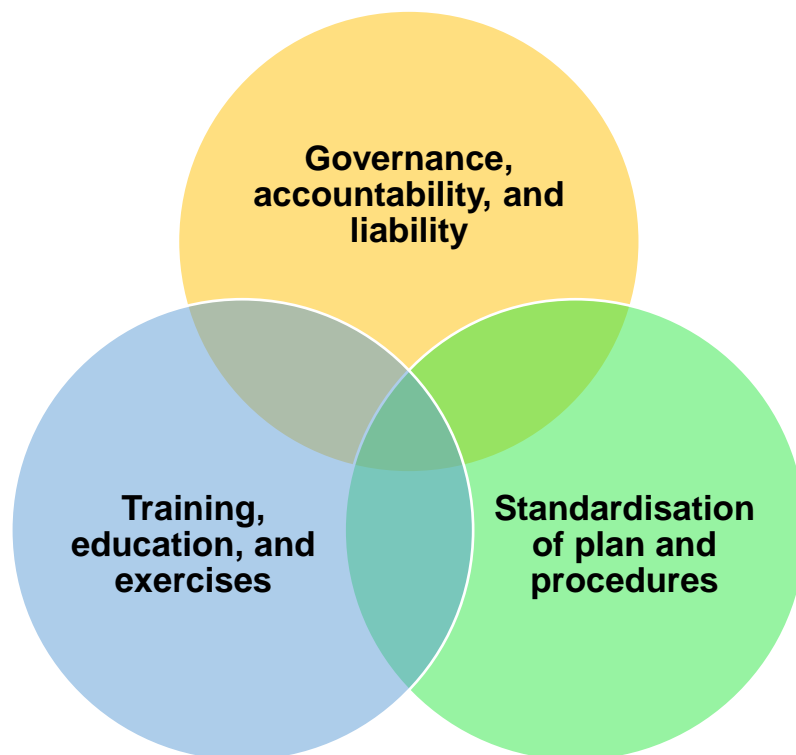 Governance,
accountability, and
liability
Training,
education, and
exercises
Standardisation
of plan and
procedures